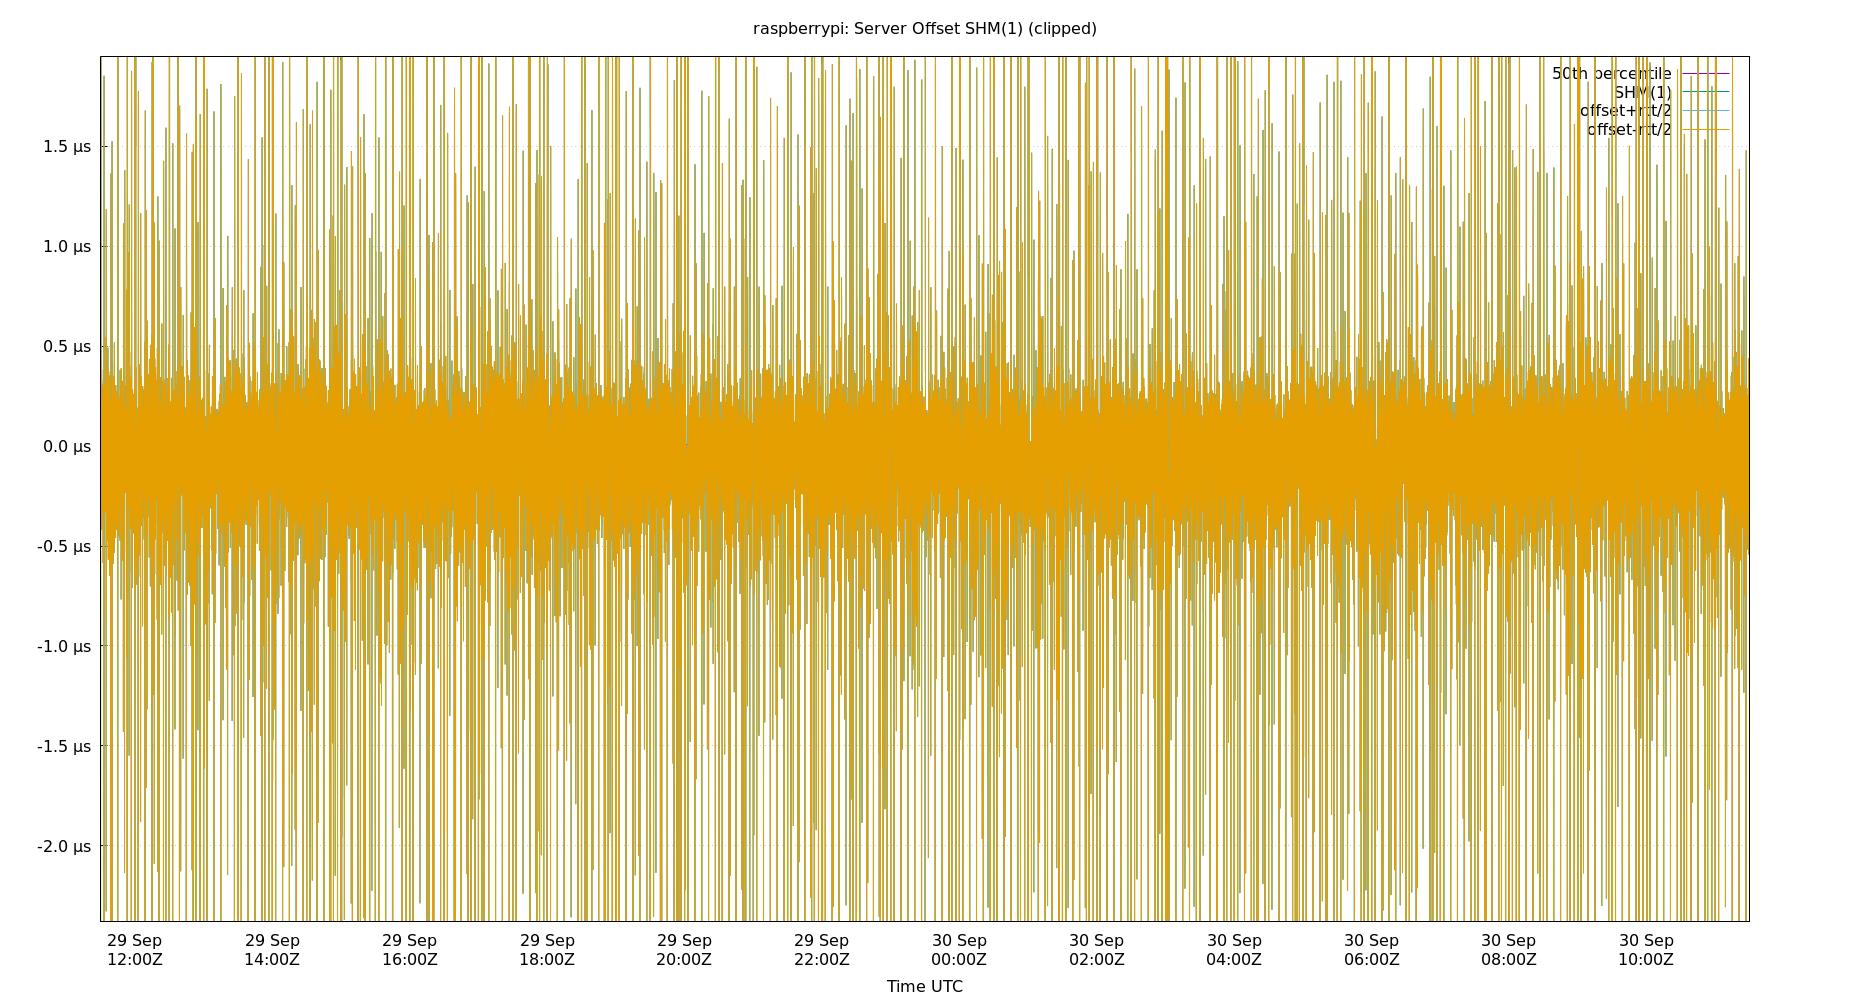 raspberrypi: Server Offset SHM(1) (clipped)
50th percentile
SHM(1)
offset+rtt/2
offset-rtt/2
1.5 µs
1.0 µs
0.5 µs
0.0 µs
-0.5 µs
-1.0 µs
-1.5 µs
-2.0 µs
29 Sep 29 Sep 29 Sep 29 Sep 29 Sep 29 Sep 30 Sep 30 Sep 30 Sep 30 Sep 30 Sep 30 Sep
12:00Z 14:00Z 16:00Z 18:00Z 20:00Z 22:00Z 00:00Z 02:00Z 04:00Z 06:00Z 08:00Z 10:00Z
Time UTC